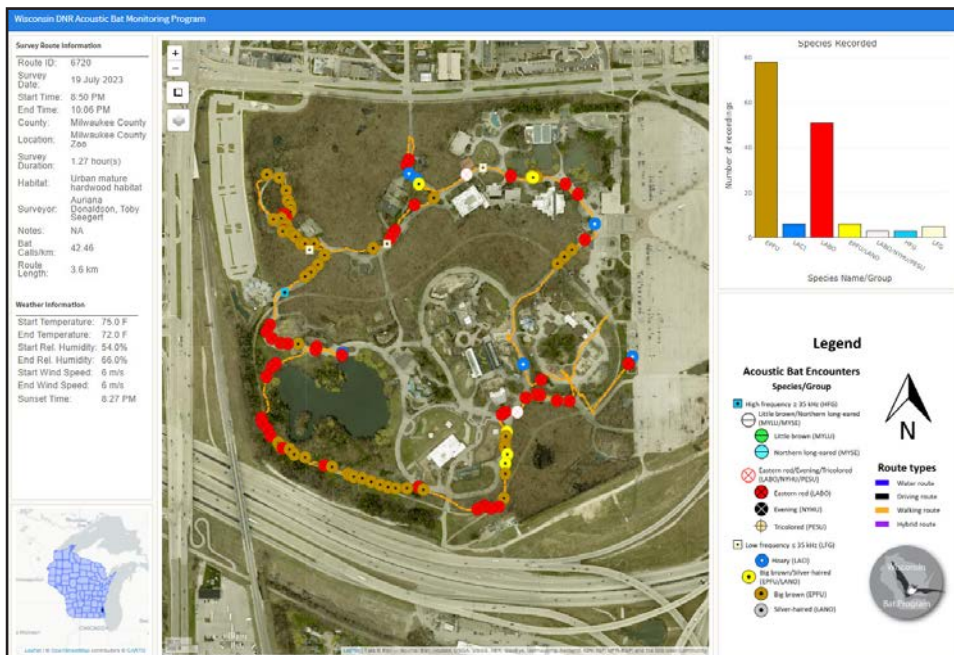 Wisconsin DNR Acoustic Bat Monitoring Program
Survey Route Information
Route ID: 6720
Survey Date: 19 July 2023
Start Time: 8:50 PM
End Time: 10:06 PM
County: Milwaukee County
Location: Milwaukee County Zoo
Survey Duration: 1.27 hour(s)
Habitat: Urban mature hardwood habitat
Surveyor: Auriana Donaldson, Toby Seegert
Notes: NA
Bat Calls/km: 42.46
Route Length: 3.6 km
Weather Information
Start Temperature: 75.0 F
End Temperature: 72.0 F
Start Rel. Humidity: 54.0%
End Rel. Humidity: 66.0%
Start Wind Speed: 6 m/s
End Wind Speed: 6 m/s
Sunset Time: 8:27 PM
CHICAGO
Leaflet | © OpenStreetMap contributors © CARTO
+
−
Species Recorded
Number of recordings
80
60
40
20
0
EPFU
LACI
LABO
EPFU/LANO
LABO/NYHU/PESU
HFG
LFG
Species Name/Group
Legend
Acoustic Bat Encounters
Species/Group
High frequency ≥ 35 kHz (HFG)
Little brown/Northern long-eared
(MYLU/MYSE)
Little brown (MYLU)
Northern long-eared (MYSE)
Eastern red/Evening/Tricolored
(LABO/NYHU/PESU)
Eastern red (LABO)
Evening (NYHU)
Tricolored (PESU)
Low frequency ≤ 35 kHz (LFG)
Hoary (LACI)
Big brown/Silver-haired
(EPFU/LANO)
Big brown (EPFU)
Silver-haired (LANO)
N
Route types
Water route
Driving route
Walking route
Hybrid route
Wisconsin
Bat Program